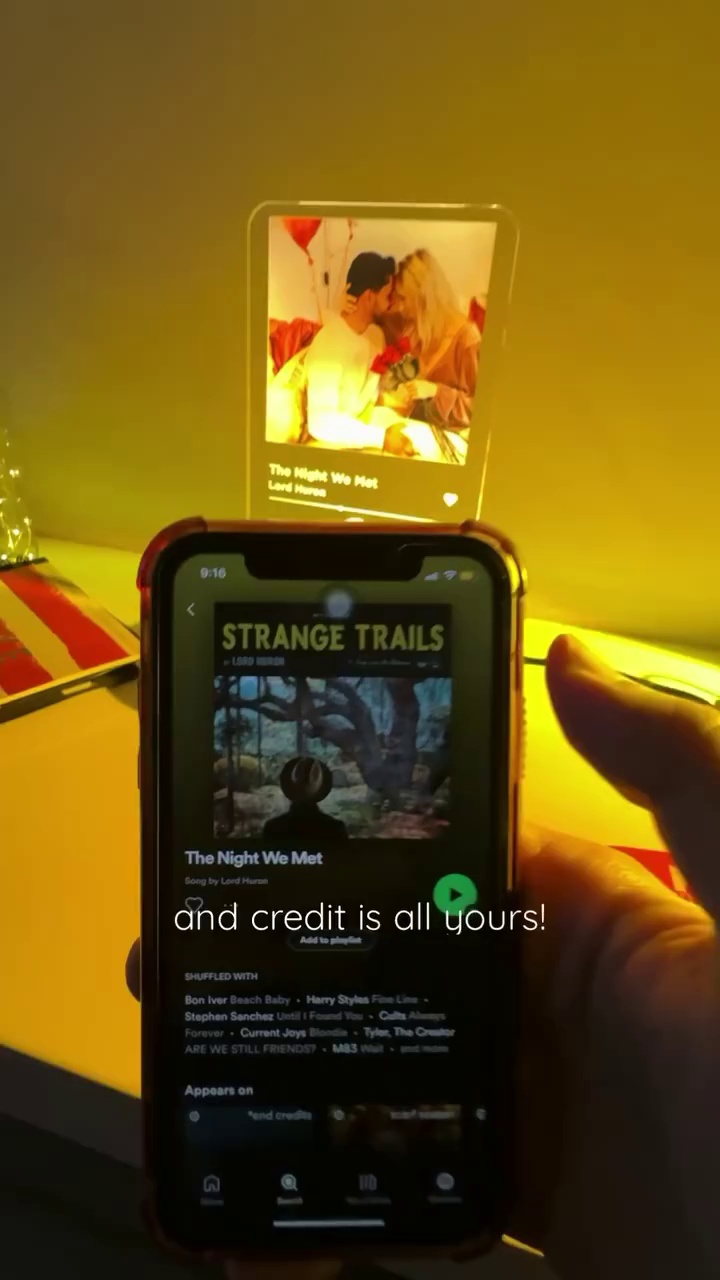 The Night We Met
Lord Huron
9:16
STRANGE TRAILS
LORD HURON
The Night We Met
Song by Lord Huron
and credit is all yours!
Add to playlist
SHUFFLED WITH
Bon Iver Beach Baby • Harry Styles Fine Line •
Stephen Sanchez Until I Found You • Cults Always
Forever • Current Joys Blondie • Tyler, The Creator
ARE WE STILL FRIENDS? • M83 Wait • and more
Appears on
*end credits
Search